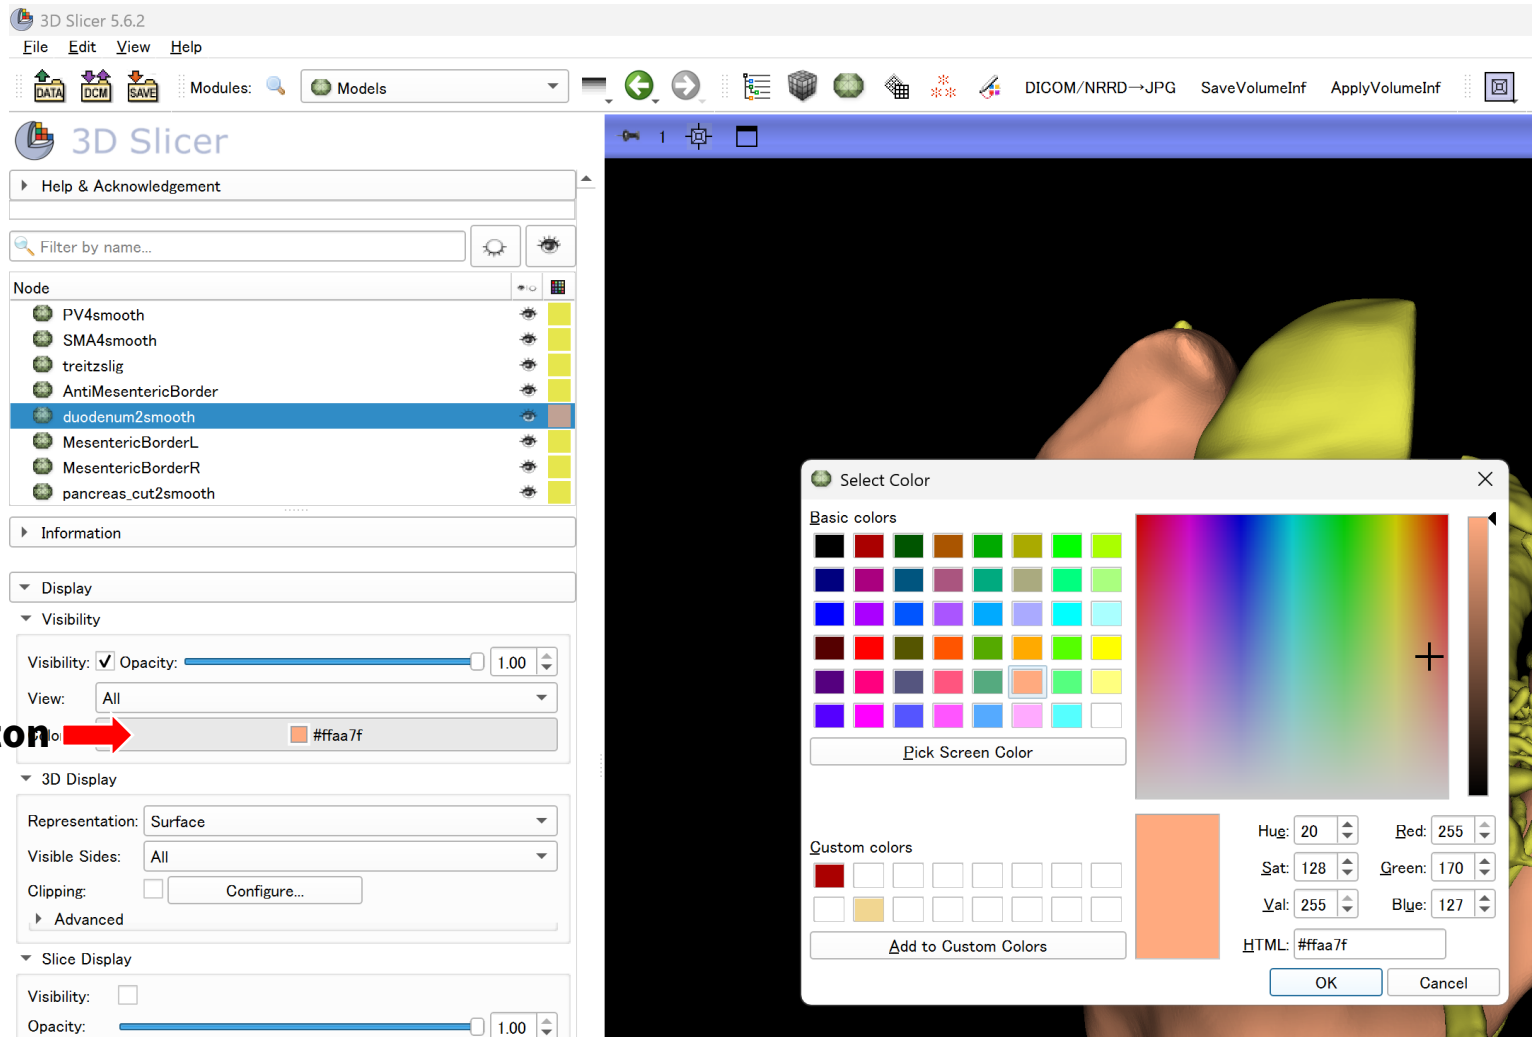 3D Slicer 5.6.2
File Edit View Help
DATA DCM SAVE Modules: Models DICOM/NRRD→JPG SaveVolumeInf ApplyVolumeInf
3D Slicer
1
Help & Acknowledgement
Filter by name...
Node
PV4smooth
SMA4smooth
treitzslig
AntiMesentericBorder
duodenum2smooth
MesentericBorderL
MesentericBorderR
pancreas_cut2smooth
Information
Display
Visibility
Visibility: Opacity: 1.00
View: All
#ffaa7f
3D Display
Representation: Surface
Visible Sides: All
Clipping: Configure...
Advanced
Slice Display
Visibility:
Opacity: 1.00
Select Color
Basic colors
Pick Screen Color
Custom colors
Add to Custom Colors
Hue: 20 Red: 255
Sat: 128 Green: 170
Val: 255 Blue: 127
HTML: #ffaa7f
OK Cancel